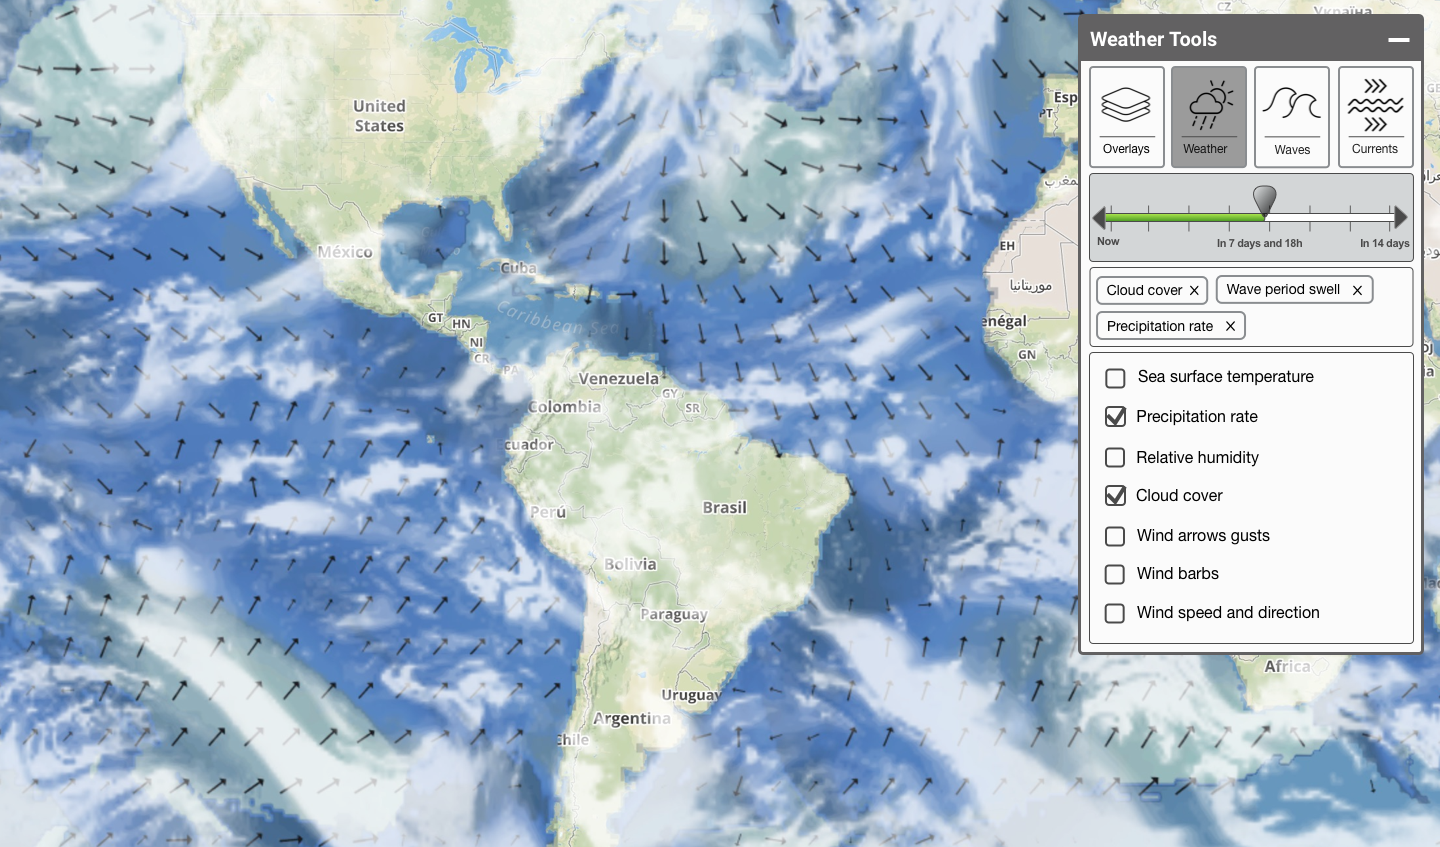 CZ
Україна
Weather Tools
United
States
Esp
PT
Overlays
Weather
Waves
Currents
Now
In 7 days and 18h
In 14 days
México
Cuba
EH
موريتانيا
Cloud cover
Wave period swell
Precipitation rate
Caribbean Sea
GT
HN
NI
CR
PA
énégal
GN
Venezuela
GY
SR
Colombia
cuador
Perú
Brasil
Bolivia
Paraguay
Uruguay
Argentina
Chile
Sea surface temperature
Precipitation rate
Relative humidity
Cloud cover
Wind arrows gusts
Wind barbs
Wind speed and direction
Africa